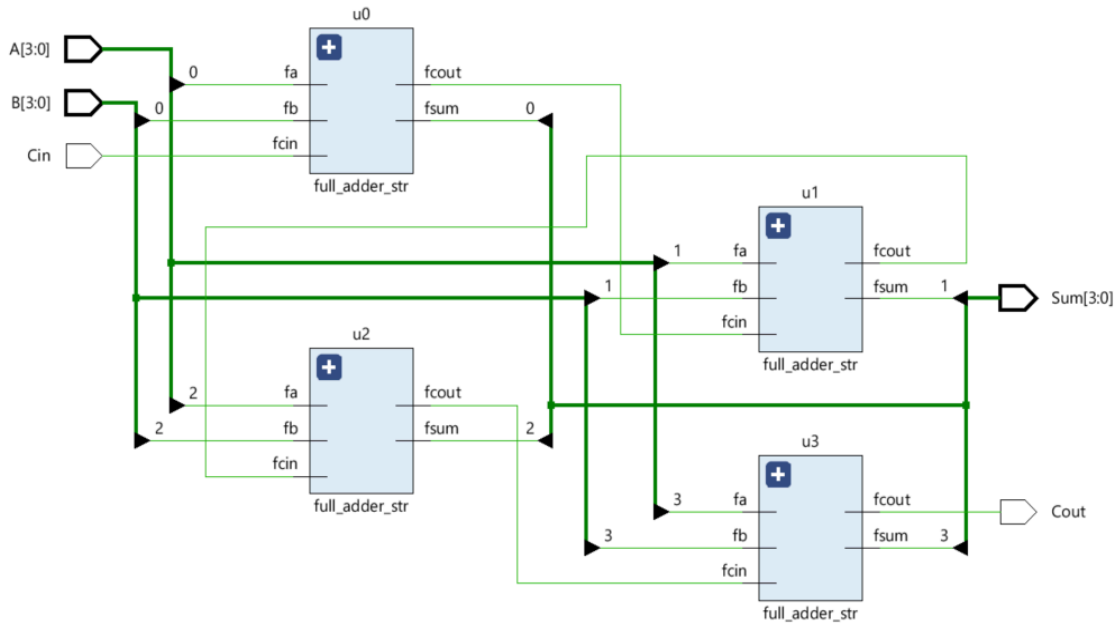 u0
A[3:0]
0
fa
fcout
B[3:0]
0
fb
fsum
0
Cin
fcin
full_adder_str
u1
1
fa
fcout
1
fb
fsum
1
Sum[3:0]
fcin
full_adder_str
u2
2
fa
fcout
2
fb
fsum
2
fcin
full_adder_str
u3
3
fa
fcout
Cout
3
fb
fsum
3
fcin
full_adder_str